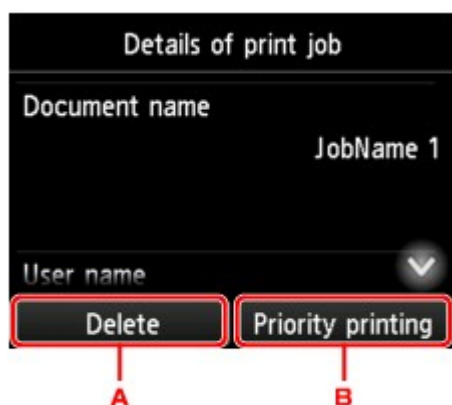 Details of print job
Document name
JobName 1
User name
Delete
Priority printing
A
B